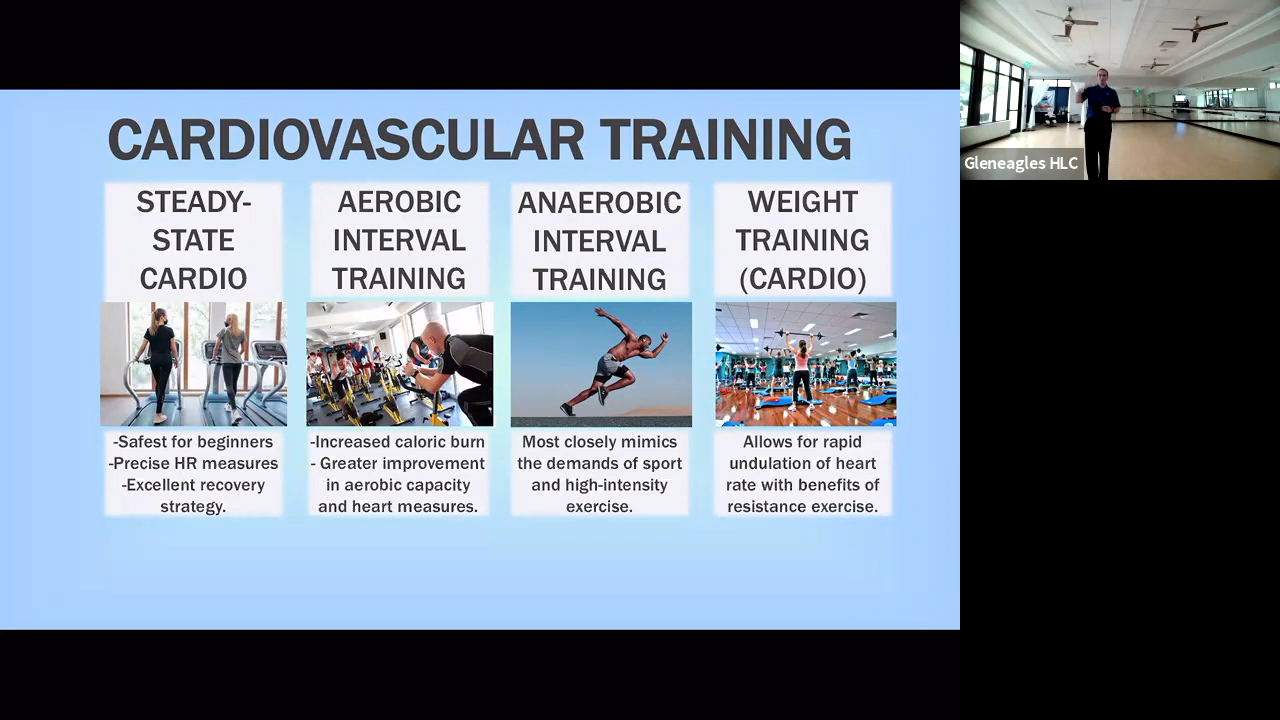 CARDIOVASCULAR TRAINING
STEADY-
STATE
CARDIO
-Safest for beginners
-Precise HR measures
-Excellent recovery
strategy.
AEROBIC
INTERVAL
TRAINING
-Increased caloric burn
- Greater improvement
in aerobic capacity
and heart measures.
ANAEROBIC
INTERVAL
TRAINING
Most closely mimics
the demands of sport
and high-intensity
exercise.
WEIGHT
TRAINING
(CARDIO)
Allows for rapid
undulation of heart
rate with benefits of
resistance exercise.
Gleneagles HLC